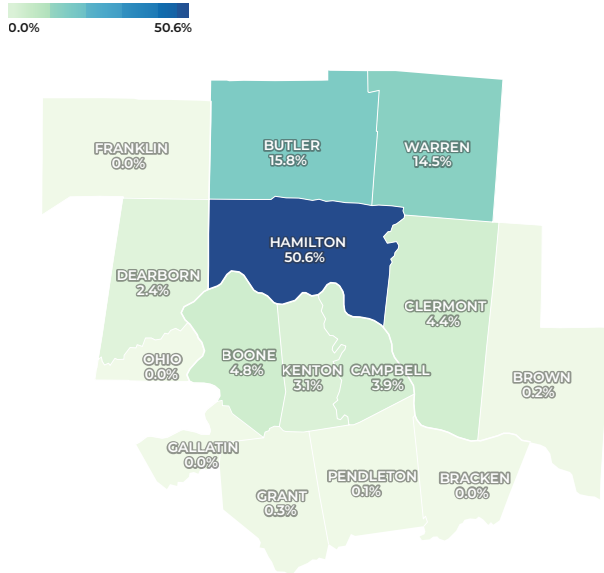 0.0% 50.6%
BUTLER
15.8%
WARREN
14.5%
FRANKLIN
0.0%
HAMILTON
50.6%
DEARBORN
2.4%
CLERMONT
4.4%
OHIO
0.0%
BOONE
4.8%
KENTON
3.1%
CAMPBELL
3.9%
BROWN
0.2%
GALLATIN
0.0%
PENDLETON
0.1%
BRACKEN
0.0%
GRANT
0.3%